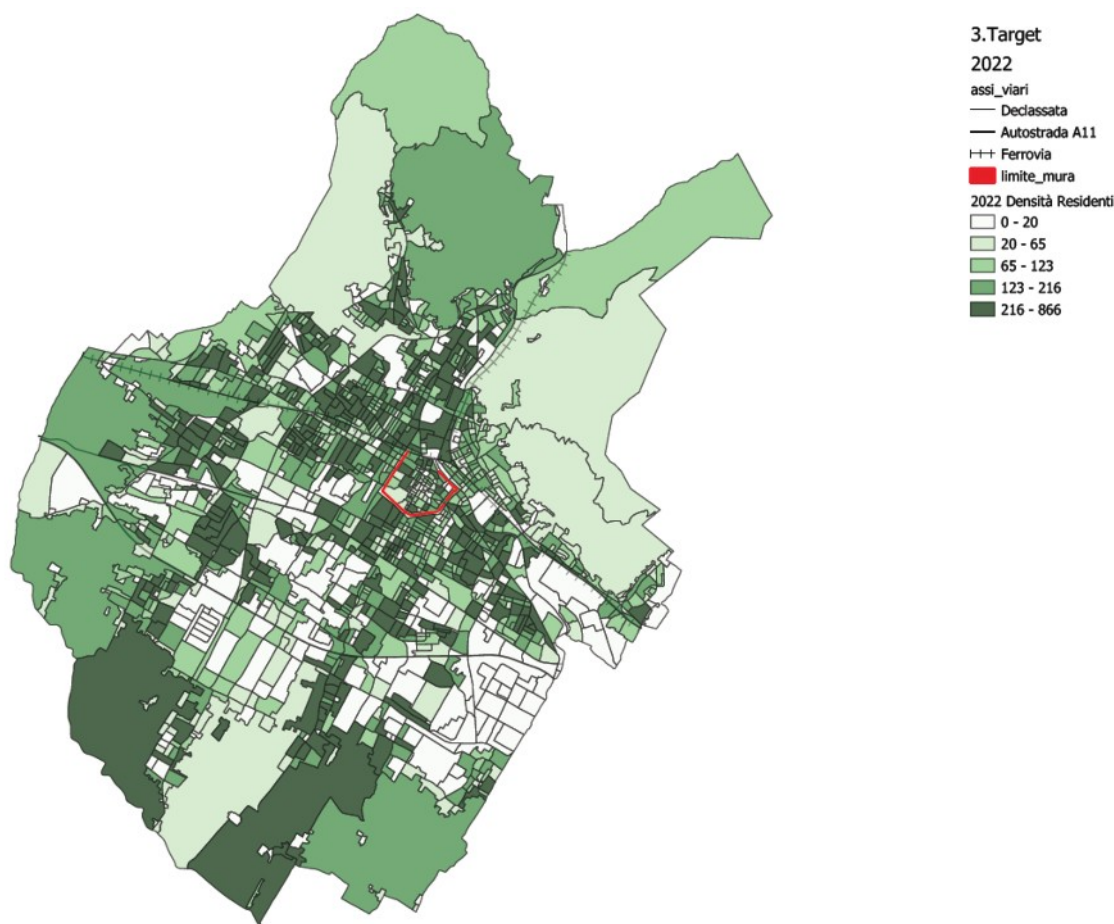 3.Target
2022
assi_viari
Declassata
Autostrada A11
Ferrovia
limite_mura
2022 Densità Residenti
0 - 20
20 - 65
65 - 123
123 - 216
216 - 866